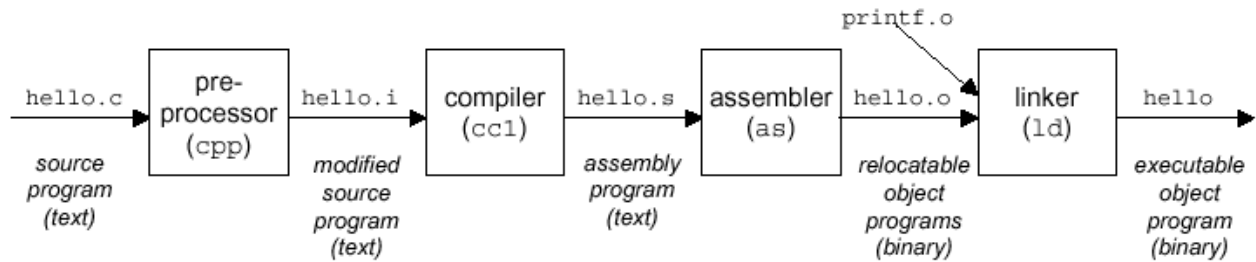 printf.o
hello.c
pre-
processor
(cpp)
hello.i
compiler
(cc1)
hello.s
assembler
(as)
hello.o
linker
(ld)
hello
source
program
(text)
modified
source
program
(text)
assembly
program
(text)
relocatable
object
programs
(binary)
executable
object
program
(binary)